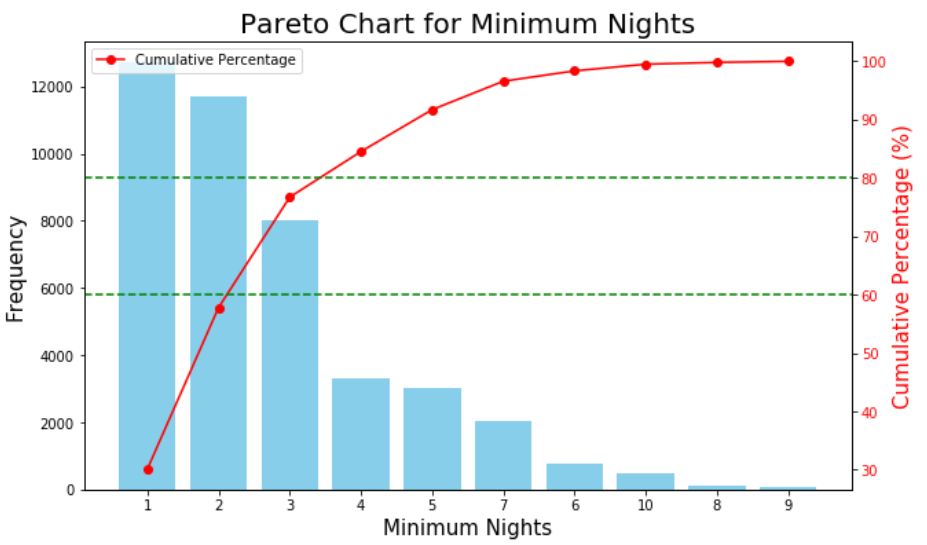 Pareto Chart for Minimum Nights
Cumulative Percentage
12000
10000
8000
6000
4000
2000
0
Frequency
100
90
80
70
60
50
40
30
Cumulative Percentage (%)
1 2 3 4 5 7 6 10 8 9
Minimum Nights